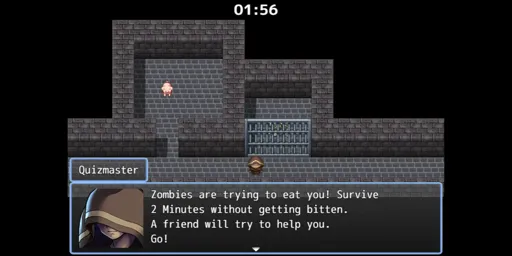 01:56
Quizmaster
Zombies are trying to eat you! Survive
2 Minutes without getting bitten.
A friend will try to help you.
Go!